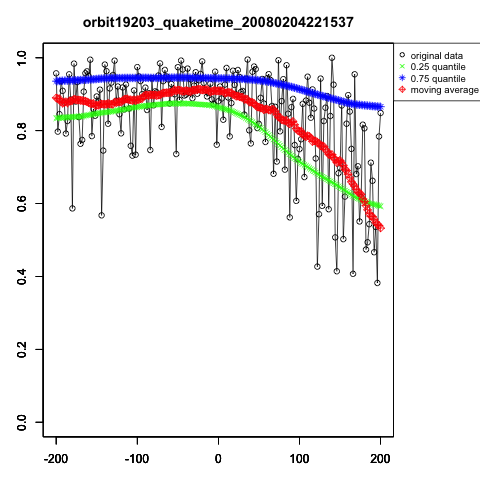 orbit19203_quaketime_20080204221537
original data
0.25 quantile
0.75 quantile
moving average
1.0
0.8
0.6
0.4
0.2
0.0
-200 -100 0 100 200